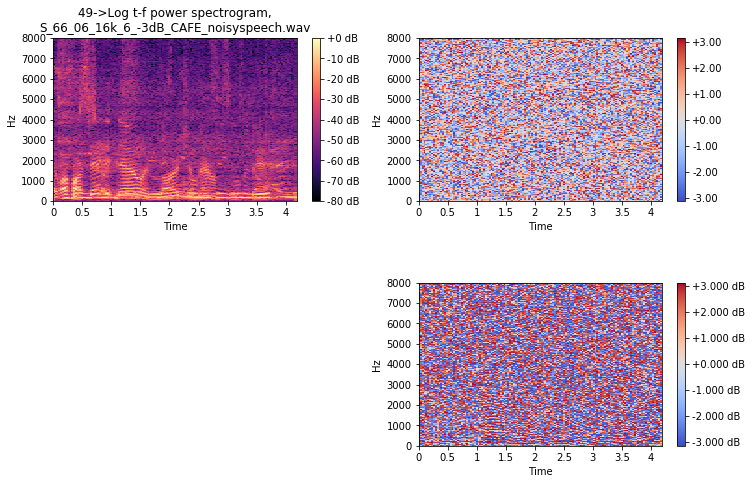 49->Log t-f power spectrogram,
S_66_06_16k_6_-3dB_CAFE_noisyspeech.wav
8000
7000
6000
5000
4000
3000
2000
1000
0
Hz
0 0.5 1 1.5 2 2.5 3 3.5 4
Time
+0 dB
-10 dB
-20 dB
-30 dB
-40 dB
-50 dB
-60 dB
-70 dB
-80 dB
8000
7000
6000
5000
4000
3000
2000
1000
0
Hz
0 0.5 1 1.5 2 2.5 3 3.5 4
Time
+3.00
+2.00
+1.00
+0.00
-1.00
-2.00
-3.00
8000
7000
6000
5000
4000
3000
2000
1000
0
Hz
0 0.5 1 1.5 2 2.5 3 3.5 4
Time
+3.000 dB
+2.000 dB
+1.000 dB
+0.000 dB
-1.000 dB
-2.000 dB
-3.000 dB